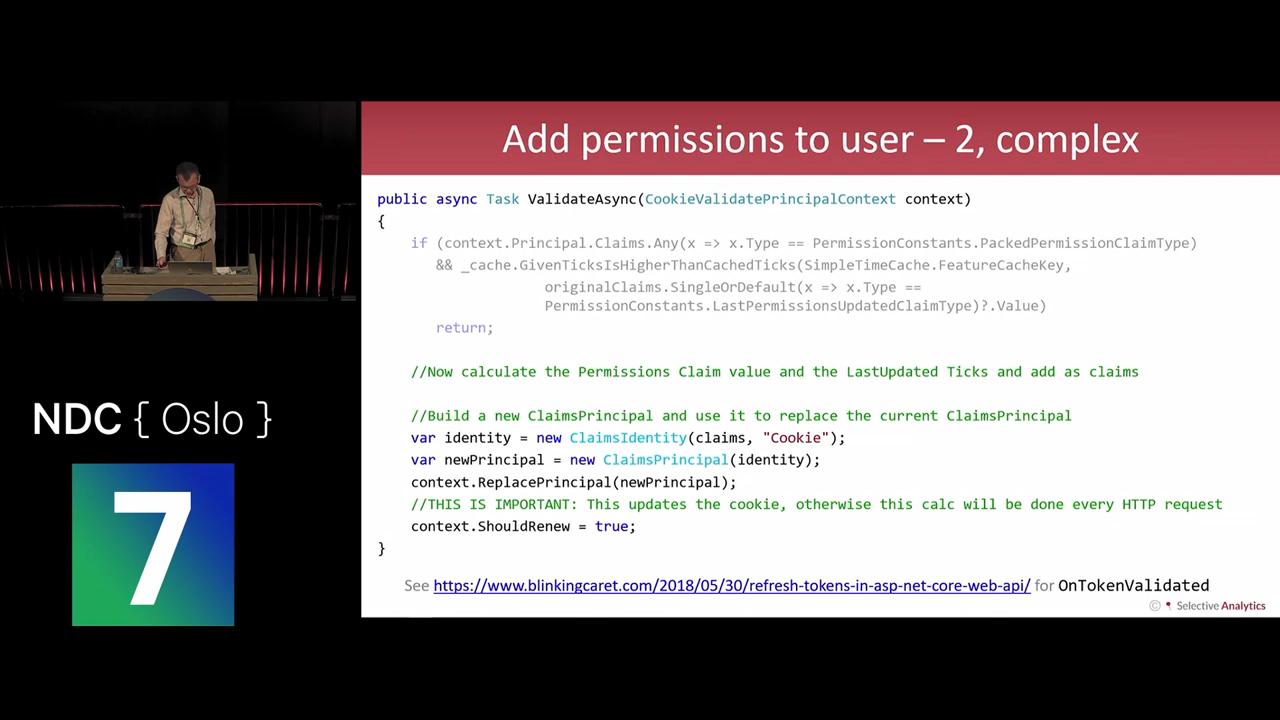 Add permissions to user – 2, complex
public async Task ValidateAsync(CookieValidatePrincipalContext context)
{
if (context.Principal.Claims.Any(x => x.Type == PermissionConstants.PackedPermissionClaimType)
&& _cache.GivenTicksIsHigherThanCachedTicks(SimpleTimeCache.FeatureCacheKey,
originalClaims.SingleOrDefault(x => x.Type ==
PermissionConstants.LastPermissionsUpdatedClaimType)?.Value)
return;
//Now calculate the Permissions Claim value and the LastUpdated Ticks and add as claims
//Build a new ClaimsPrincipal and use it to replace the current ClaimsPrincipal
var identity = new ClaimsIdentity(claims, "Cookie");
var newPrincipal = new ClaimsPrincipal(identity);
context.ReplacePrincipal(newPrincipal);
//THIS IS IMPORTANT: This updates the cookie, otherwise this calc will be done every HTTP request
context.ShouldRenew = true;
}
See https://www.blinkingcaret.com/2018/05/30/refresh-tokens-in-asp-net-core-web-api/ for OnTokenValidated
© Selective Analytics
NDC { Oslo }
7